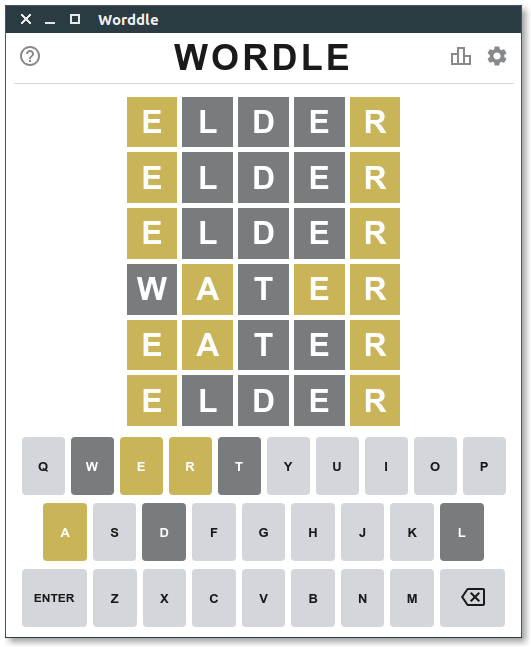 Worddle
WORDLE
E L D E R
E L D E R
E L D E R
W A T E R
E A T E R
E L D E R
Q W E R T Y U I O P
A S D F G H J K L
ENTER Z X C V B N M